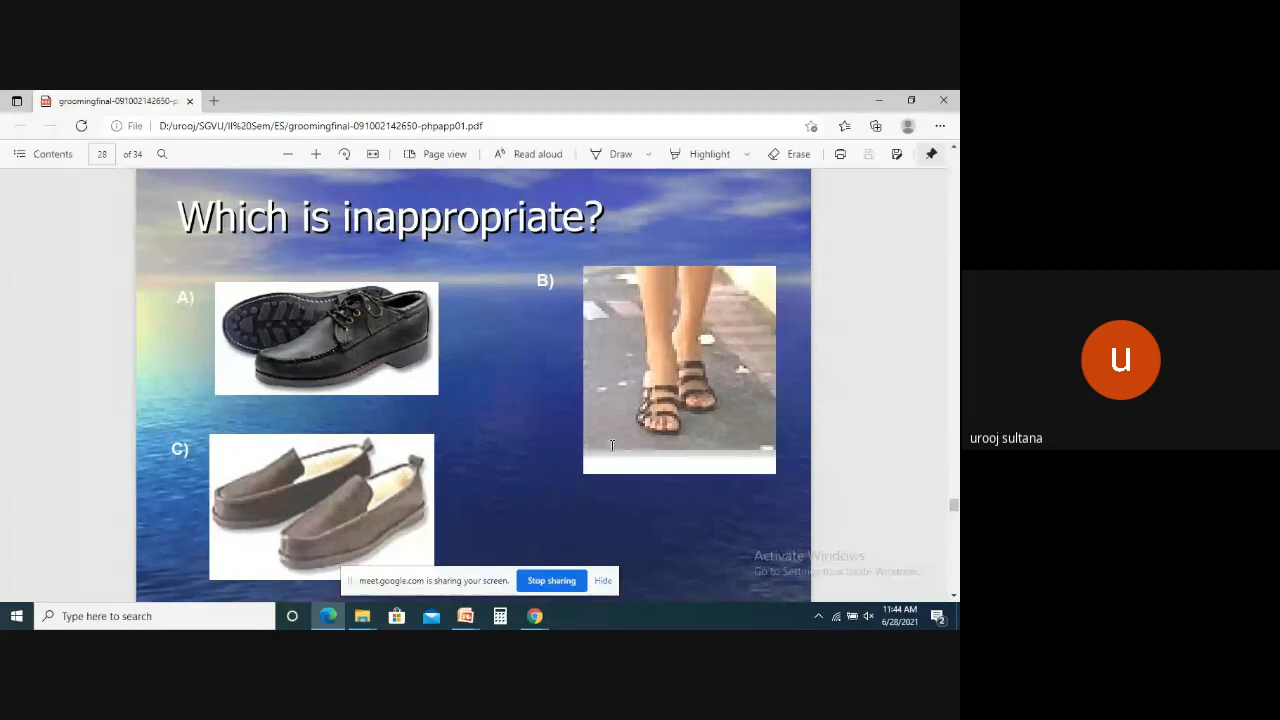 groomingfinal-091002142650-p
File
D:/urooj/SGVU/II%20Sem/ES/groomingfinal-091002142650-phpapp01.pdf
Contents
28
of 34
Page view
Read aloud
Draw
Highlight
Erase
Which is inappropriate?
A)
B)
C)
Activate Windows
Go to Settings to activate Windows.
meet.google.com is sharing your screen.
Stop sharing
Hide
Type here to search
11:44 AM
6/28/2021
2
u
urooj sultana